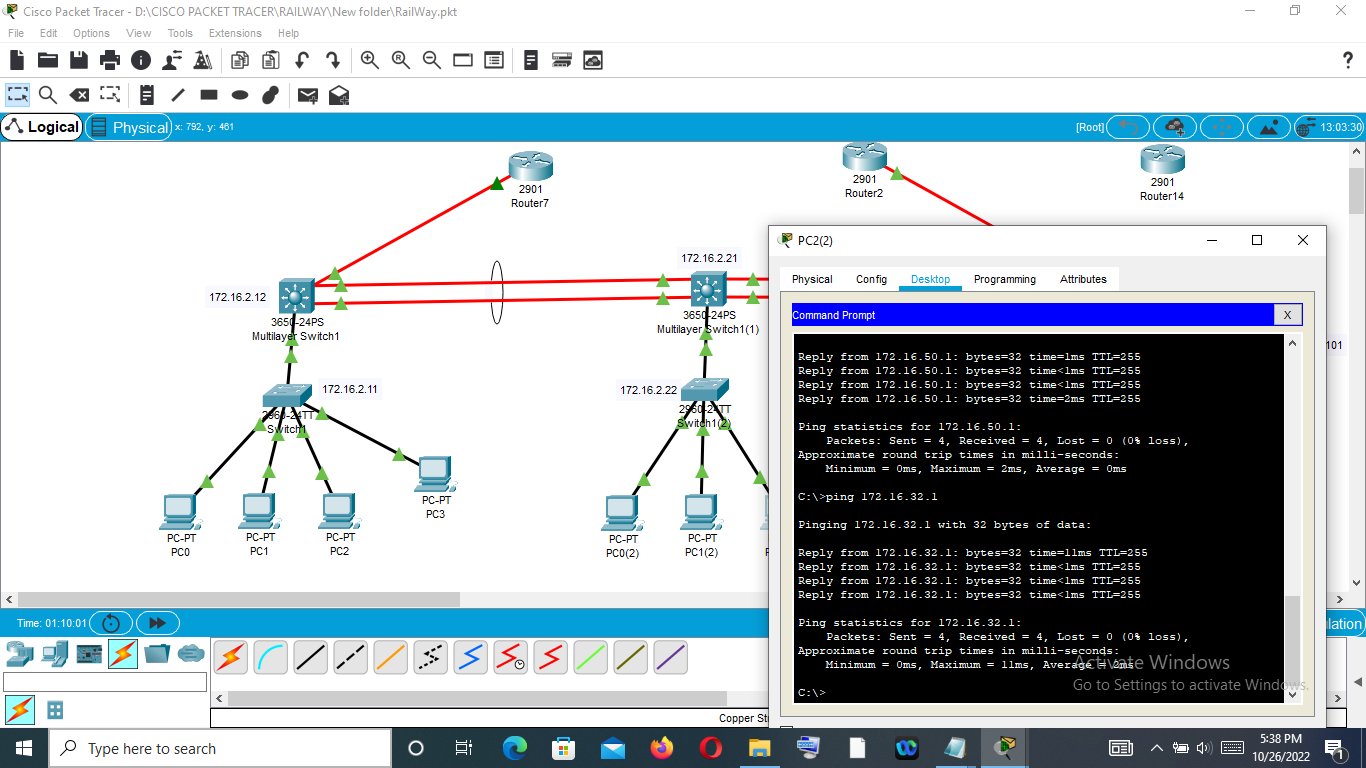 Cisco Packet Tracer - D:\CISCO PACKET TRACER\RAILWAY\New folder\RailWay.pkt
File Edit Options View Tools Extensions Help
Logical
Physical
x: 792, y: 461
[Root]
13:03:30
2901
Router7
2901
Router2
2901
Router14
172.16.2.12
3650-24PS
Multilayer Switch1
172.16.2.21
3650-24PS
Multilayer Switch1(1)
172.16.2.11
2960-24TT
Switch1
172.16.2.22
2960-24TT
Switch1(2)
PC-PT
PC0
PC-PT
PC1
PC-PT
PC2
PC-PT
PC3
PC-PT
PC0(2)
PC-PT
PC1(2)
101
PC2(2)
Physical Config Desktop Programming Attributes
Command Prompt
X
Reply from 172.16.50.1: bytes=32 time=1ms TTL=255
Reply from 172.16.50.1: bytes=32 time<1ms TTL=255
Reply from 172.16.50.1: bytes=32 time<1ms TTL=255
Reply from 172.16.50.1: bytes=32 time=2ms TTL=255
Ping statistics for 172.16.50.1:
Packets: Sent = 4, Received = 4, Lost = 0 (0% loss),
Approximate round trip times in milli-seconds:
Minimum = 0ms, Maximum = 2ms, Average = 0ms
C:\>ping 172.16.32.1
Pinging 172.16.32.1 with 32 bytes of data:
Reply from 172.16.32.1: bytes=32 time=11ms TTL=255
Reply from 172.16.32.1: bytes=32 time<1ms TTL=255
Reply from 172.16.32.1: bytes=32 time<1ms TTL=255
Reply from 172.16.32.1: bytes=32 time<1ms TTL=255
Ping statistics for 172.16.32.1:
Packets: Sent = 4, Received = 4, Lost = 0 (0% loss),
Approximate round trip times in milli-seconds:
Minimum = 0ms, Maximum = 11ms, Average = 2ms
C:\>
Activate Windows
Go to Settings to activate Windows.
Time: 01:10:01
ulation
Copper St
Type here to search
5:38 PM
10/26/2022
1